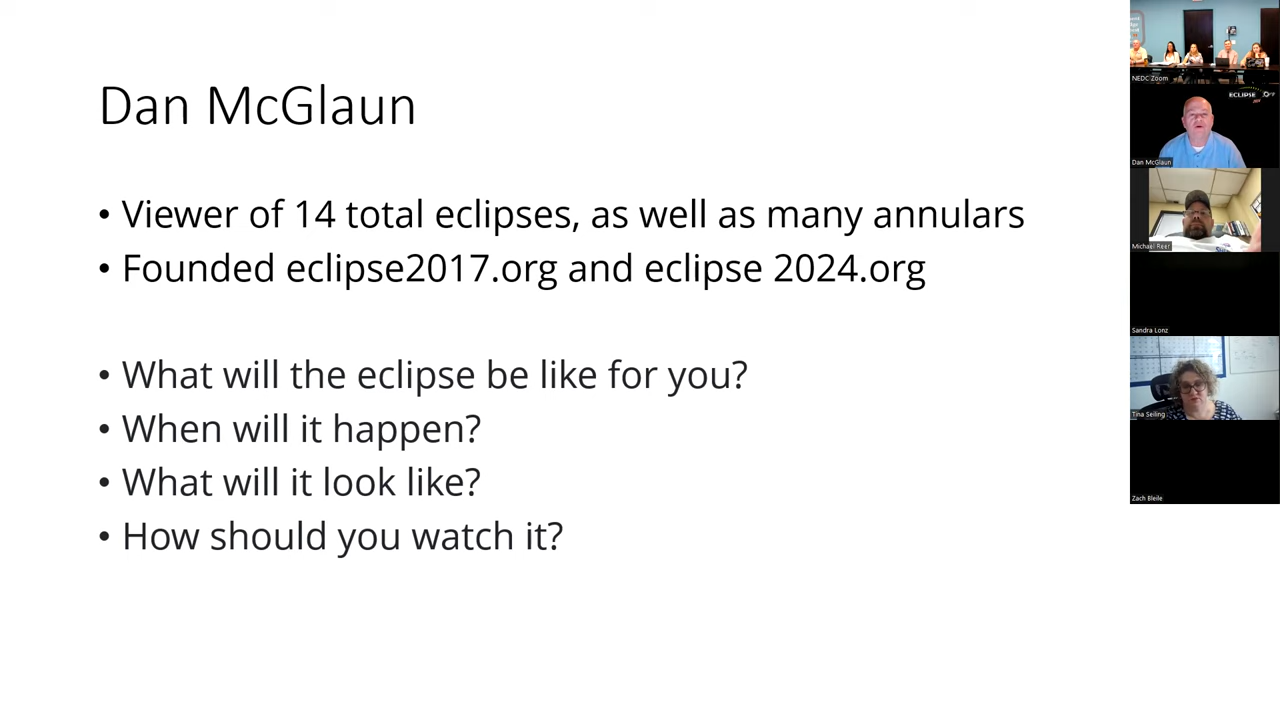 Dan McGlaun
• Viewer of 14 total eclipses, as well as many annulars
• Founded eclipse2017.org and eclipse 2024.org
• What will the eclipse be like for you?
• When will it happen?
• What will it look like?
• How should you watch it?
NEDC Zoom
ECLIPSE
Dan McGlaun
Michael Reer
Sandra Lonz
Tina Seiling
Zach Bleile